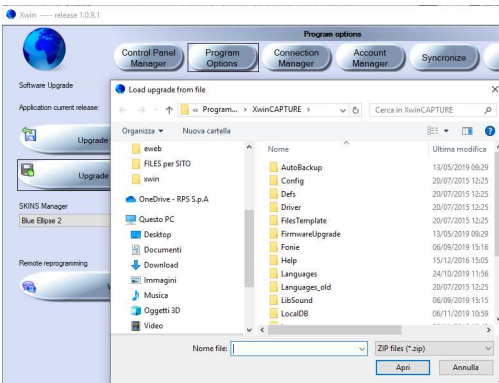 Xwin ---- release 1.0.9.1
Program options
Control Panel Manager
Program Options
Connection Manager
Account Manager
Syncronize
Software Upgrade
Application current release:
Upgrade
Upgrade
SKINS Manager
Blue Elipse 2
Remote reprogramming
Load upgrade from file
« Program... > XwinCAPTURE >
Cerca in XwinCAPTURE
Organizza
Nuova cartella
eweb
FILES per SITO
xwin
OneDrive - RPS S.p.A
Questo PC
Desktop
Documenti
Download
Immagini
Musica
Oggetti 3D
Video
Nome Ultima modifica
AutoBackup 13/05/2019 09:29
Config 20/07/2015 12:25
Defs 20/07/2015 12:25
Driver 20/07/2015 12:25
FilesTemplate 20/07/2015 12:25
FirmwareUpgrade 13/05/2019 09:29
Fonie 06/09/2019 15:16
Help 15/12/2016 15:05
Languages 24/10/2019 11:56
Languages_old 20/07/2015 12:25
LibSound 06/09/2019 15:15
LocalDB 06/11/2019 10:59
Nome file:
ZIP files (*.zip)
Apri
Annulla